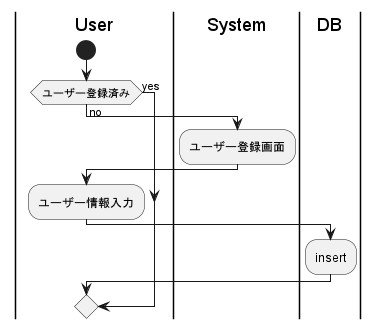 User
System
DB
ユーザー登録済み
yes
no
ユーザー登録画面
ユーザー情報入力
insert